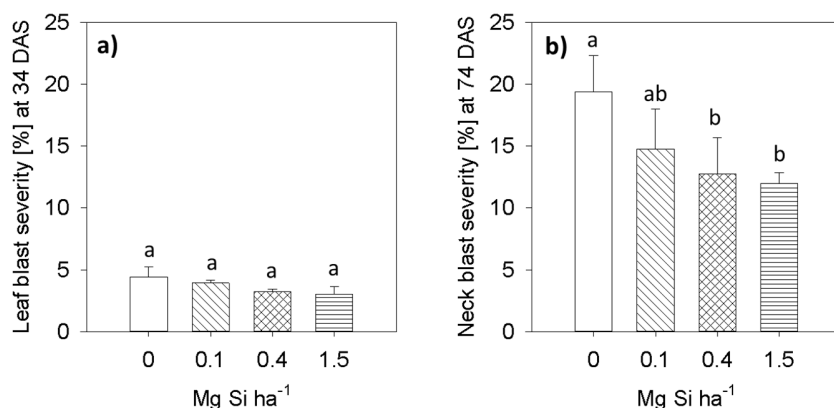 a)
Leaf blast severity [%] at 34 DAS
25
20
15
10
5
0
a
a
a
a
0 0.1 0.4 1.5
Mg Si ha⁻¹
b)
Neck blast severity [%] at 74 DAS
25
20
15
10
5
0
a
ab
b
b
0 0.1 0.4 1.5
Mg Si ha⁻¹